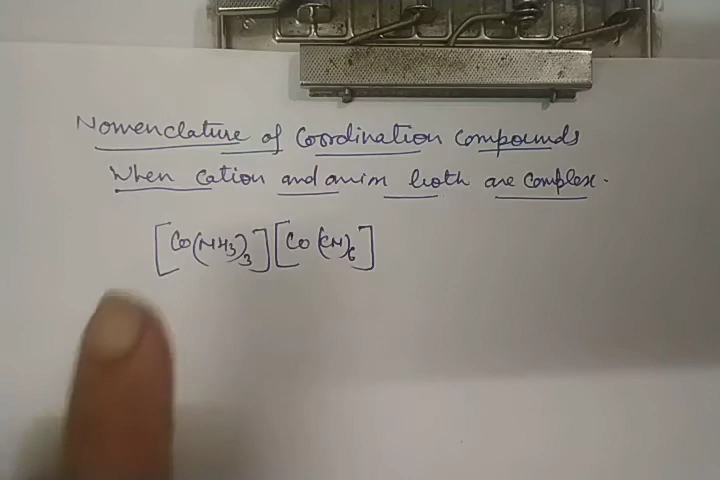 Nomenclature of Coordination Compounds
When Cation and anion both are Complex.
[Co(NH3)3][Co(CN)6]